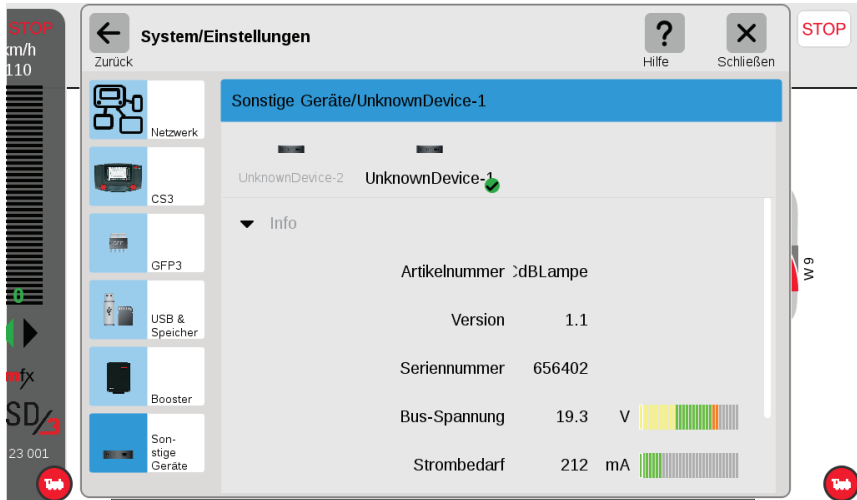 STOP
km/h
110
0
mfx
23 001
Zurück
System/Einstellungen
Hilfe
Schließen
STOP
Netzwerk
CS3
GFP3
USB &
Speicher
Booster
Son-
stige
Geräte
Sonstige Geräte/UnknownDevice-1
UnknownDevice-2 UnknownDevice-1
Info
Artikelnummer CdBLampe
Version 1.1
Seriennummer 656402
Bus-Spannung 19.3 V
Strombedarf 212 mA
W 9